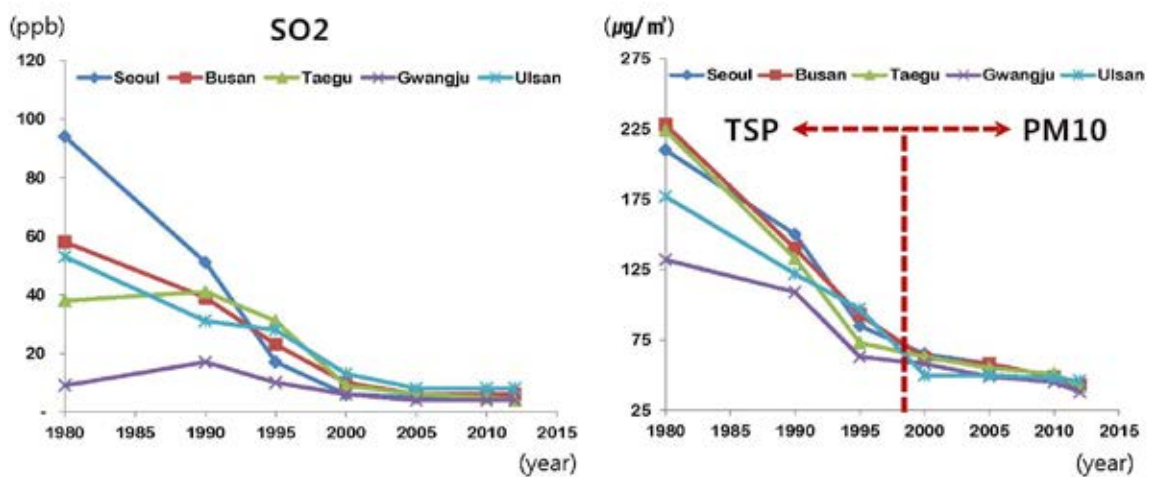 (ppb)
SO2
120
Seoul Busan Taegu Gwangju Ulsan
100
80
60
40
20
-
1980 1985 1990 1995 2000 2005 2010 2015
(year)
(μg/㎥)
275
Seoul Busan Taegu Gwangju Ulsan
225
TSP PM10
175
125
75
25
1980 1985 1990 1995 2000 2005 2010 2015
(year)